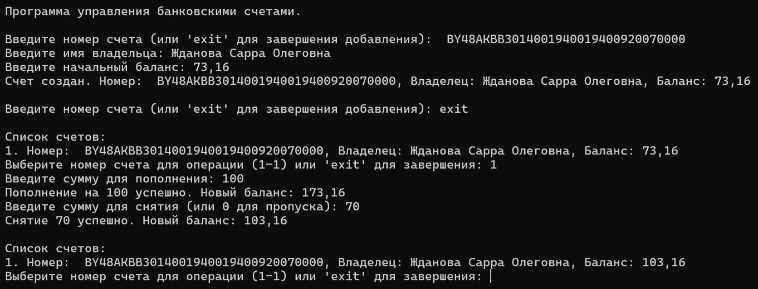 Программа управления банковскими счетами.
Введите номер счета (или 'exit' для завершения добавления):  BY48AKBB3014001940019400920070000
Введите имя владельца: Жданова Сарра Олеговна
Введите начальный баланс: 73,16
Счет создан. Номер:  BY48AKBB3014001940019400920070000, Владелец: Жданова Сарра Олеговна, Баланс: 73,16
Введите номер счета (или 'exit' для завершения добавления): exit
Список счетов:
1. Номер:  BY48AKBB3014001940019400920070000, Владелец: Жданова Сарра Олеговна, Баланс: 73,16
Выберите номер счета для операции (1-1) или 'exit' для завершения: 1
Введите сумму для пополнения: 100
Пополнение на 100 успешно. Новый баланс: 173,16
Введите сумму для снятия (или 0 для пропуска): 70
Снятие 70 успешно. Новый баланс: 103,16
Список счетов:
1. Номер:  BY48AKBB3014001940019400920070000, Владелец: Жданова Сарра Олеговна, Баланс: 103,16
Выберите номер счета для операции (1-1) или 'exit' для завершения: